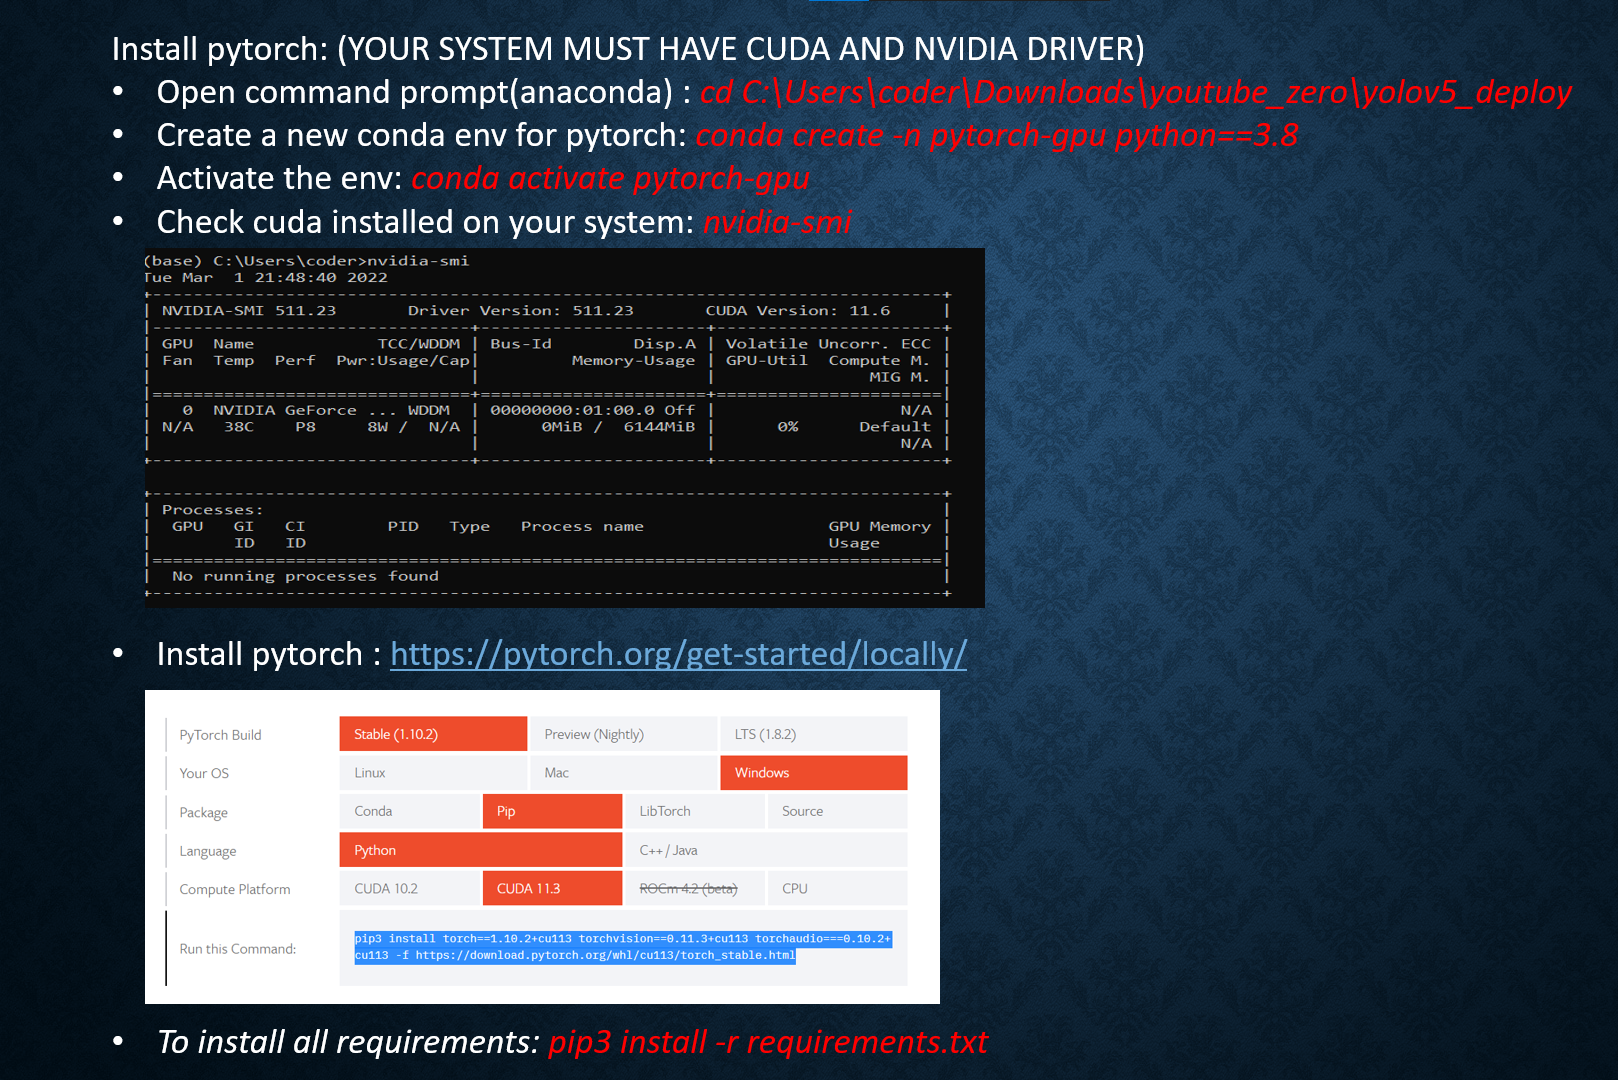 Install pytorch: (YOUR SYSTEM MUST HAVE CUDA AND NVIDIA DRIVER)
• Open command prompt(anaconda) : cd C:\Users\coder\Downloads\youtube_zero\yolov5_deploy
• Create a new conda env for pytorch: conda create -n pytorch-gpu python==3.8
• Activate the env: conda activate pytorch-gpu
• Check cuda installed on your system: nvidia-smi
(base) C:\Users\coder>nvidia-smi
Tue Mar  1 21:48:40 2022
+-----------------------------------------------------------------------------+
| NVIDIA-SMI 511.23       Driver Version: 511.23       CUDA Version: 11.6     |
|-------------------------------+----------------------+----------------------+
| GPU  Name            TCC/WDDM | Bus-Id        Disp.A | Volatile Uncorr. ECC |
| Fan  Temp  Perf  Pwr:Usage/Cap|         Memory-Usage | GPU-Util  Compute M. |
|                               |                      |               MIG M. |
|===============================+======================+======================|
|   0  NVIDIA GeForce ... WDDM  | 00000000:01:00.0 Off |                  N/A |
| N/A   38C    P8     8W /  N/A |      0MiB /  6144MiB |      0%      Default |
|                               |                      |                  N/A |
+-------------------------------+----------------------+----------------------+
+-----------------------------------------------------------------------------+
| Processes:                                                                  |
|  GPU   GI   CI        PID   Type   Process name                  GPU Memory |
|        ID   ID                                                   Usage      |
|=============================================================================|
|  No running processes found                                                 |
+-----------------------------------------------------------------------------+
• Install pytorch : https://pytorch.org/get-started/locally/
PyTorch Build Stable (1.10.2) Preview (Nightly) LTS (1.8.2)
Your OS Linux Mac Windows
Package Conda Pip LibTorch Source
Language Python C++ / Java
Compute Platform CUDA 10.2 CUDA 11.3 ROCm 4.2 (beta) CPU
Run this Command: pip3 install torch==1.10.2+cu113 torchvision==0.11.3+cu113 torchaudio===0.10.2+
cu113 -f https://download.pytorch.org/whl/cu113/torch_stable.html
• To install all requirements: pip3 install -r requirements.txt